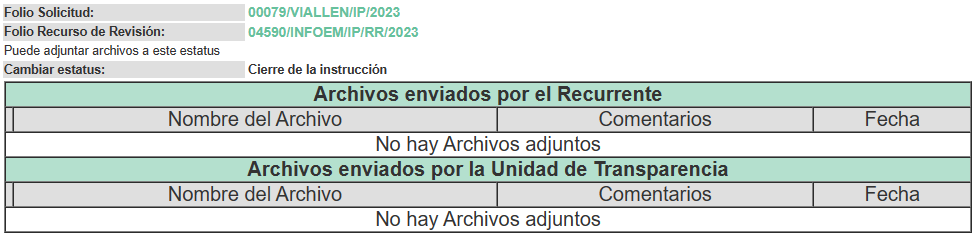 Folio Solicitud: 00079/VIALLEN/IP/2023
Folio Recurso de Revisión: 04590/INFOEM/IP/RR/2023
Puede adjuntar archivos a este estatus
Cambiar estatus: Cierre de la instrucción
Archivos enviados por el Recurrente
Nombre del Archivo Comentarios Fecha
No hay Archivos adjuntos
Archivos enviados por la Unidad de Transparencia
Nombre del Archivo Comentarios Fecha
No hay Archivos adjuntos